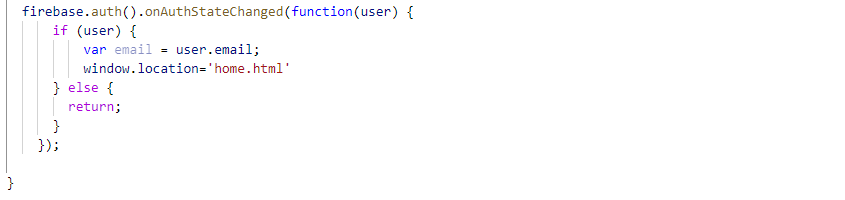 firebase.auth().onAuthStateChanged(function(user) {
if (user) {
var email = user.email;
window.location='home.html'
} else {
return;
}
});
}